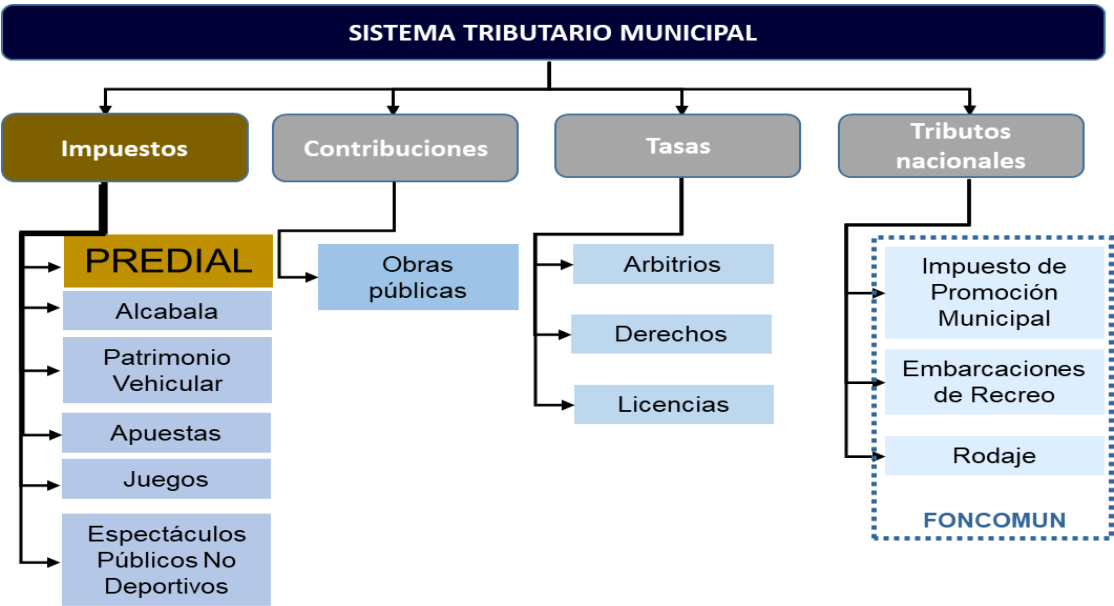 SISTEMA TRIBUTARIO MUNICIPAL
Impuestos
Contribuciones
Tasas
Tributos
nacionales
PREDIAL
Alcabala
Patrimonio
Vehicular
Apuestas
Juegos
Espectáculos
Públicos No
Deportivos
Obras
públicas
Arbitrios
Derechos
Licencias
Impuesto de
Promoción
Municipal
Embarcaciones
de Recreo
Rodaje
FONCOMUN